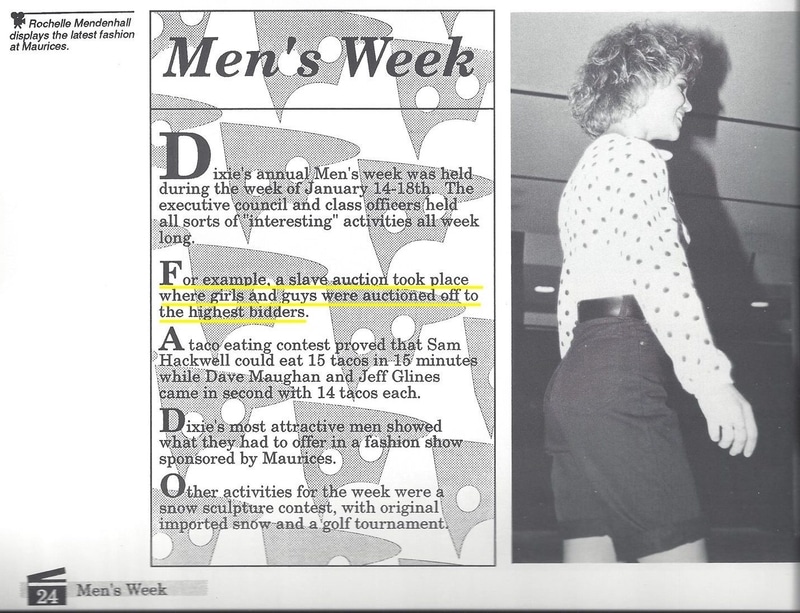 Rochelle Mendenhall
displays the latest fashion
at Maurices.
Men's Week
Dixie's annual Men's week was held
during the week of January 14-18th. The
executive council and class officers held
all sorts of "interesting" activities all week
long.
For example, a slave auction took place
where girls and guys were auctioned off to
the highest bidders.
A taco eating contest proved that Sam
Hackwell could eat 15 tacos in 15 minutes
while Dave Maughan and Jeff Glines
came in second with 14 tacos each.
Dixie's most attractive men showed
what they had to offer in a fashion show
sponsored by Maurices.
Other activities for the week were a
snow sculpture contest, with original
imported snow and a golf tournament.
24 Men's Week